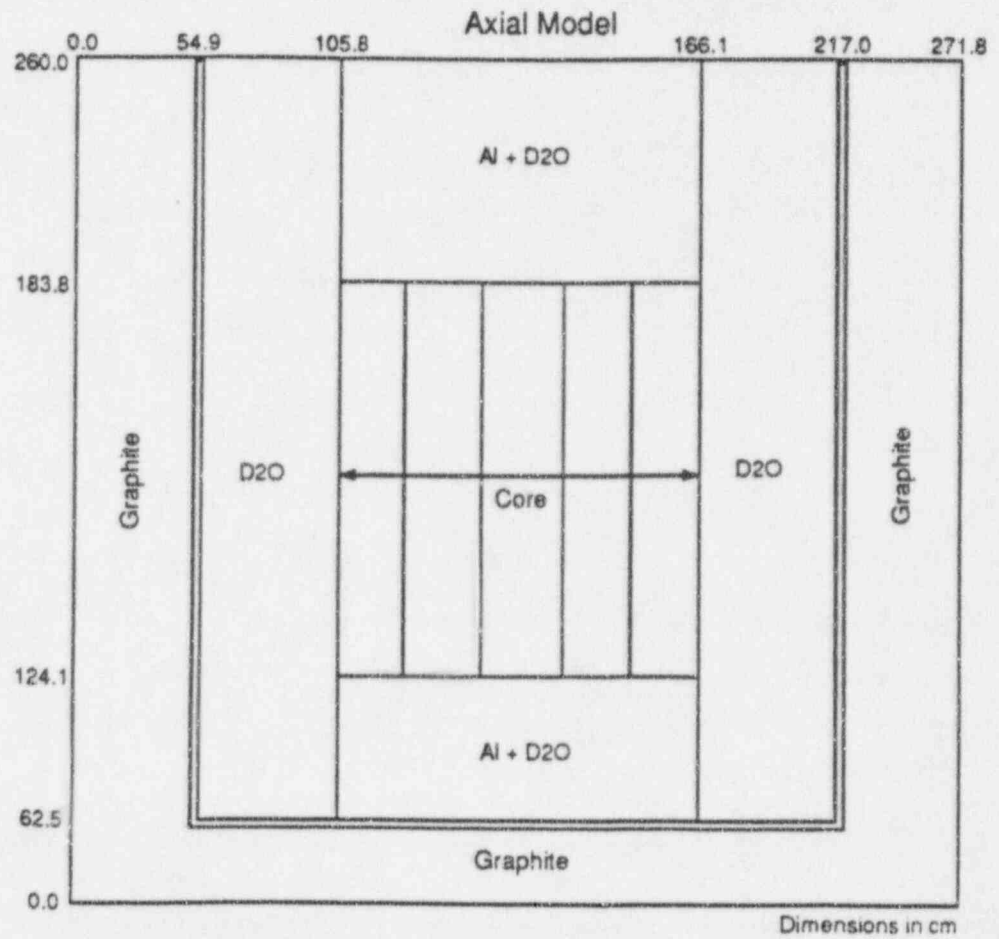 Axial Model
0.0 54.9 105.8 166.1 217.0 271.8
260.0
Al + D2O
183.8
Graphite
D2O
Core
D2O
Graphite
124.1
Al + D2O
62.5
Graphite
0.0
Dimensions in cm